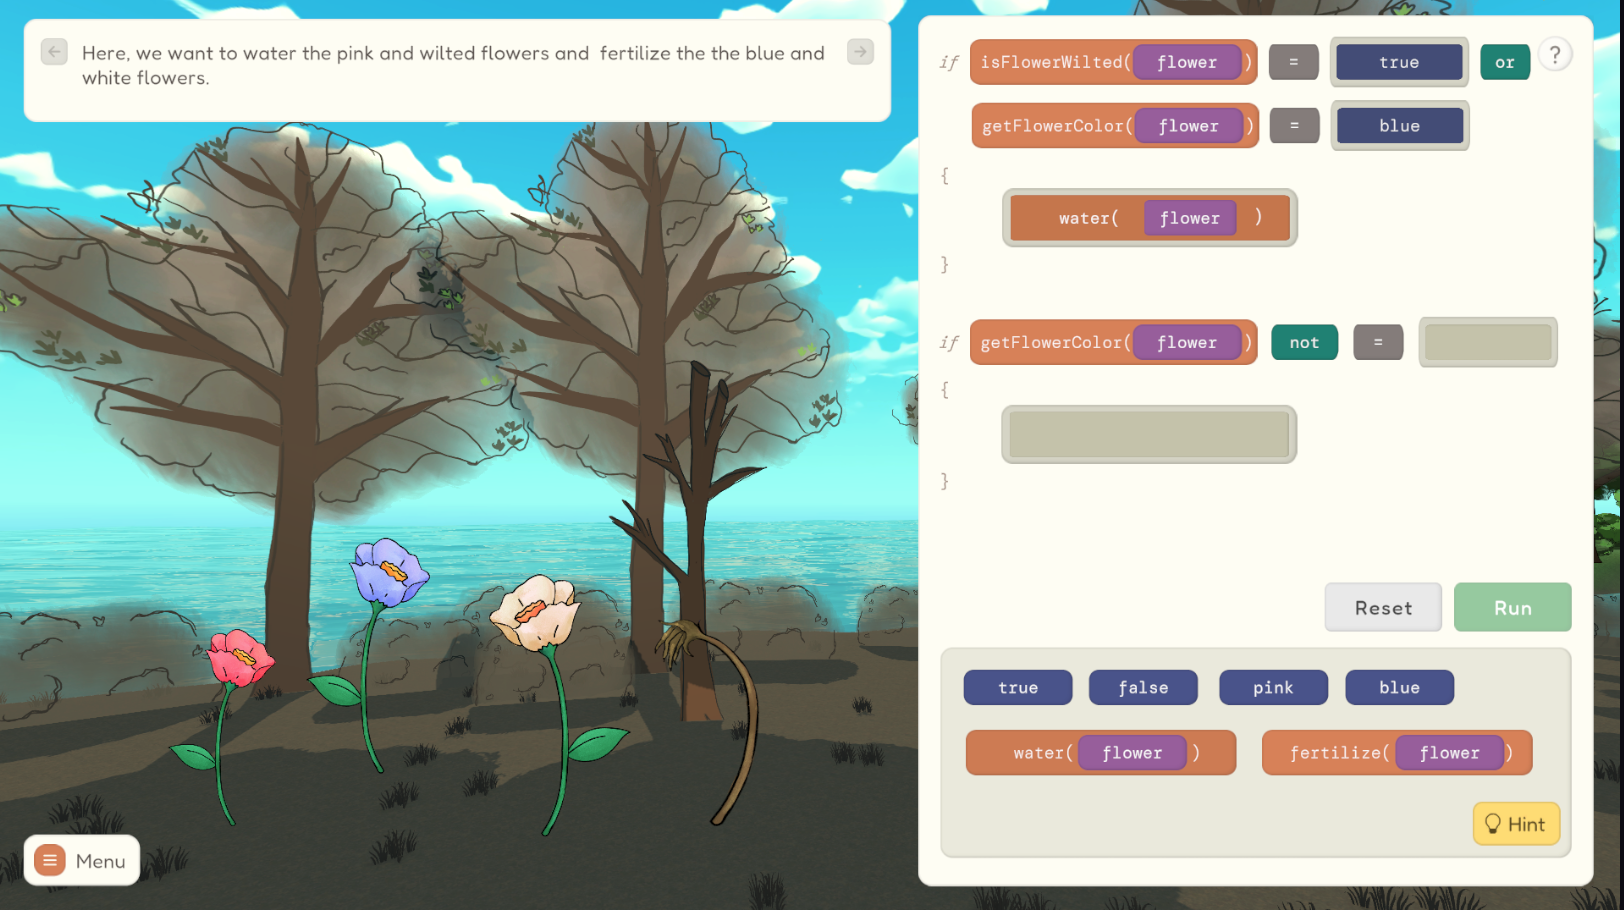 Here, we want to water the pink and wilted flowers and  fertilize the the blue and
white flowers.
if isFlowerWilted( flower ) = true or ?
getFlowerColor( flower ) = blue
{
water( flower )
}
if getFlowerColor( flower ) not =
{
}
Reset Run
true false pink blue
water( flower ) fertilize( flower )
Hint
Menu